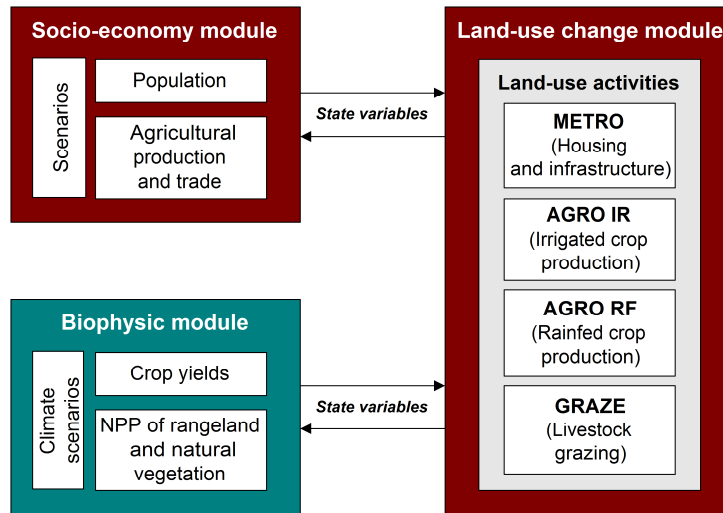 Socio-economy module
Scenarios
Population
Agricultural
production
and trade
State variables
Biophysic module
Climate
scenarios
Crop yields
NPP of rangeland
and natural
vegetation
State variables
Land-use change module
Land-use activities
METRO
(Housing
and infrastructure)
AGRO IR
(Irrigated crop
production)
AGRO RF
(Rainfed crop
production)
GRAZE
(Livestock
grazing)